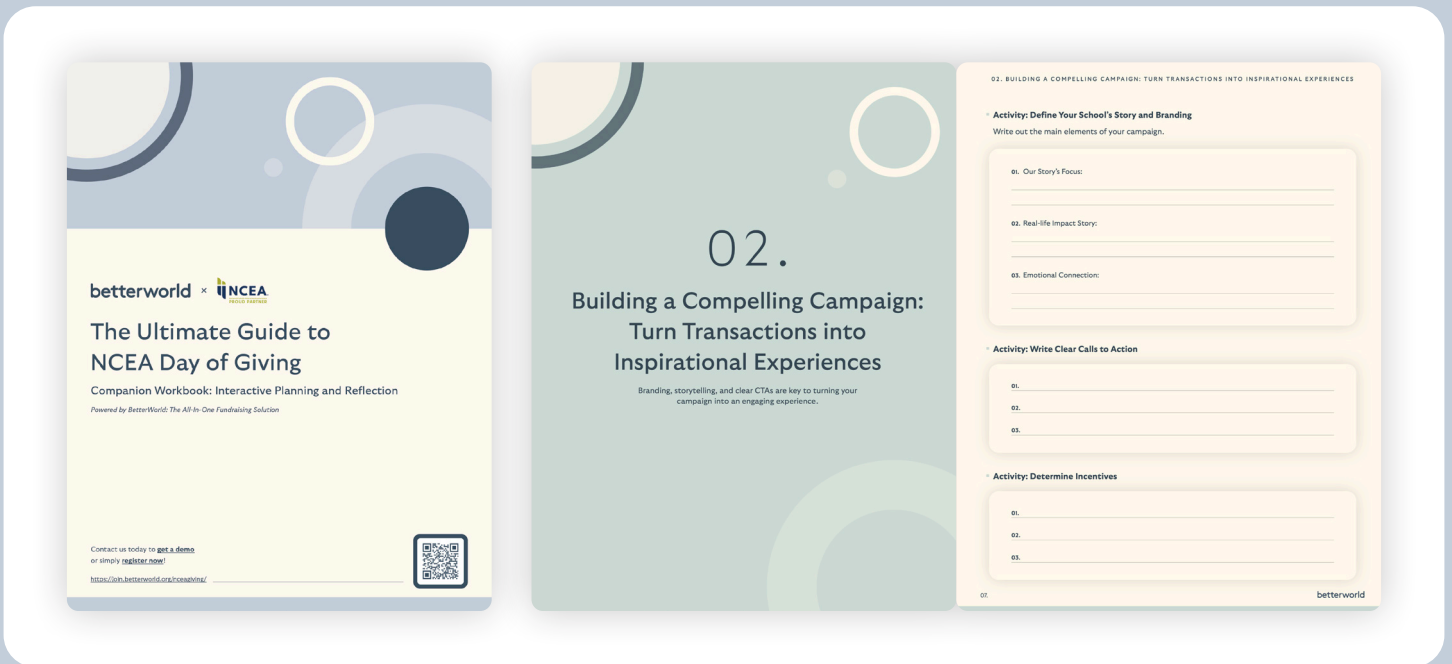 betterworld × NCEA
PROUD PARTNER
The Ultimate Guide to
NCEA Day of Giving
Companion Workbook: Interactive Planning and Reflection
Powered by BetterWorld: The All-In-One Fundraising Solution
Contact us today to get a demo
or simply register now!
https://join.betterworld.org/nceagiving/
02.
Building a Compelling Campaign:
Turn Transactions into
Inspirational Experiences
Branding, storytelling, and clear CTAs are key to turning your
campaign into an engaging experience.
02. BUILDING A COMPELLING CAMPAIGN: TURN TRANSACTIONS INTO INSPIRATIONAL EXPERIENCES
Activity: Define Your School's Story and Branding
Write out the main elements of your campaign.
01. Our Story's Focus:
02. Real-life Impact Story:
03. Emotional Connection:
Activity: Write Clear Calls to Action
01.
02.
03.
Activity: Determine Incentives
01.
02.
03.
07.
betterworld